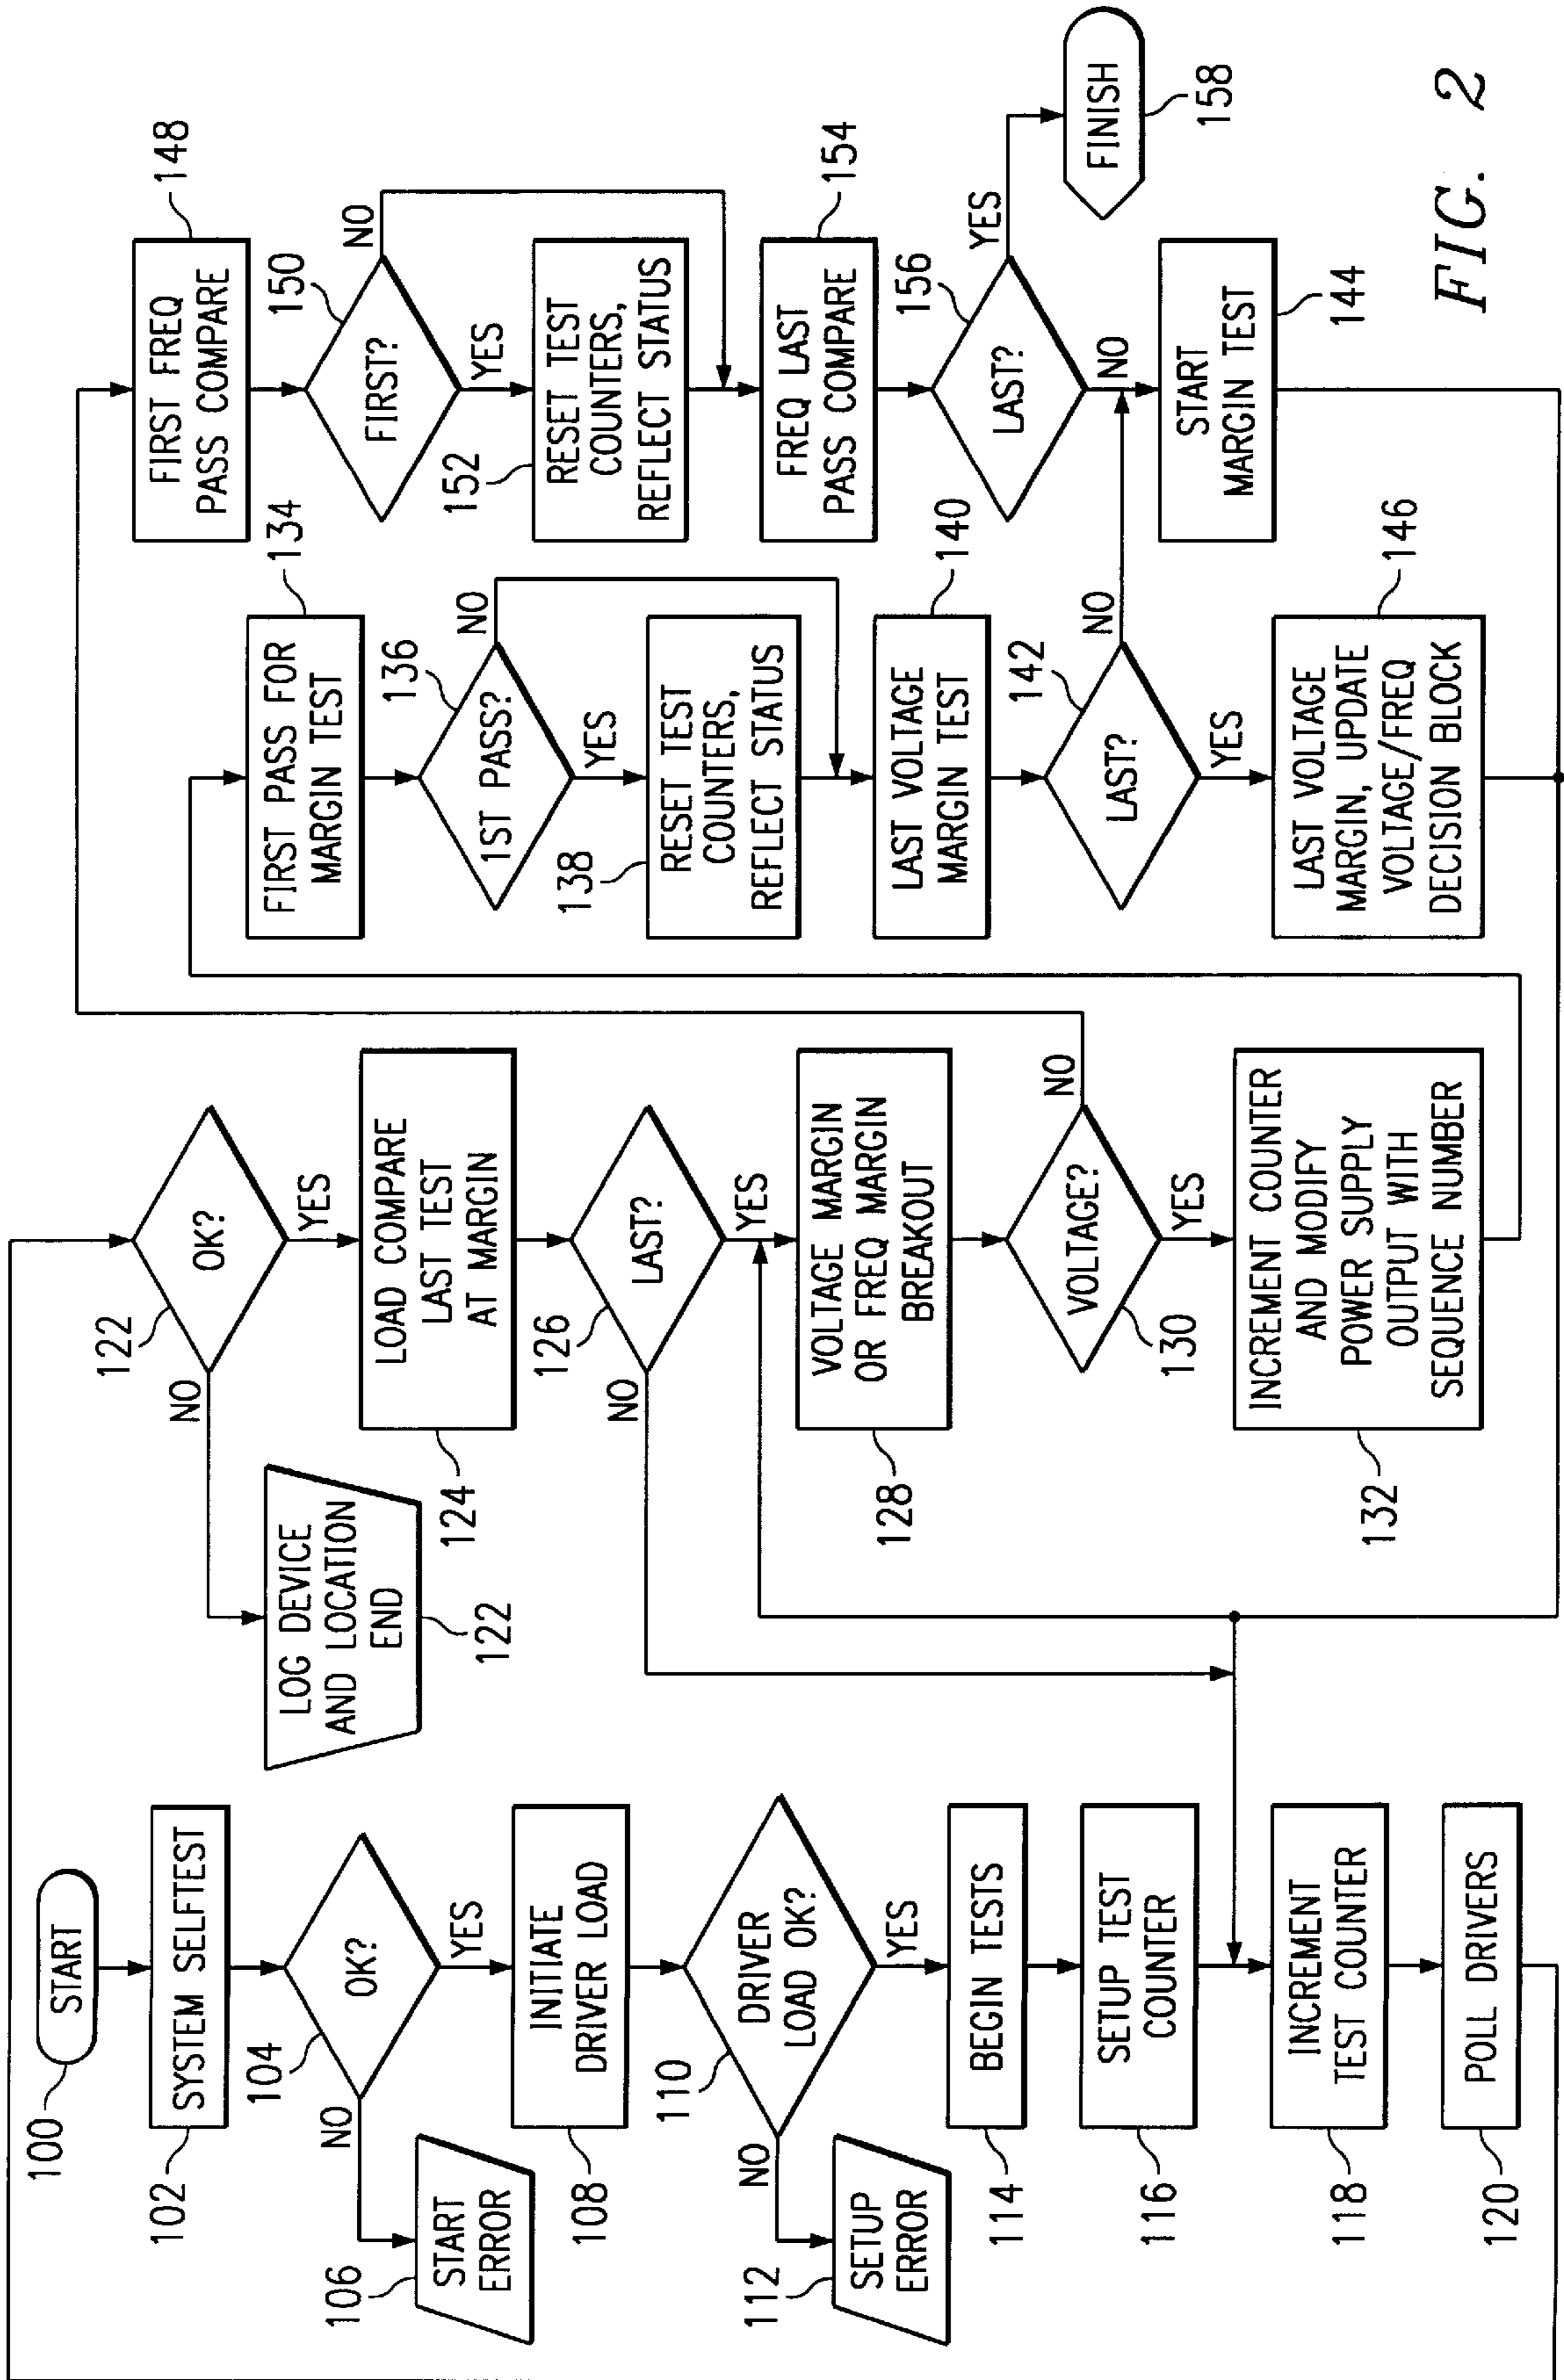 START
100
SYSTEM SELFTEST
102
OK?
104
NO
YES
START
ERROR
106
INITIATE
DRIVER LOAD
108
DRIVER
LOAD OK?
110
NO
YES
SETUP
ERROR
112
BEGIN TESTS
114
SETUP TEST
COUNTER
116
INCREMENT
TEST COUNTER
118
POLL DRIVERS
120
OK?
122
NO
YES
LOG DEVICE
AND LOCATION
END
122
LOAD COMPARE
LAST TEST
AT MARGIN
124
LAST?
126
NO
YES
VOLTAGE MARGIN
OR FREQ MARGIN
BREAKOUT
128
VOLTAGE?
130
NO
YES
INCREMENT COUNTER
AND MODIFY
POWER SUPPLY
OUTPUT WITH
SEQUENCE NUMBER
132
FIRST PASS FOR
MARGIN TEST
134
1ST PASS?
136
NO
YES
RESET TEST
COUNTERS,
REFLECT STATUS
138
LAST VOLTAGE
MARGIN TEST
140
LAST?
142
NO
YES
LAST VOLTAGE
MARGIN, UPDATE
VOLTAGE/FREQ
DECISION BLOCK
146
FIRST FREQ
PASS COMPARE
148
FIRST?
150
NO
YES
RESET TEST
COUNTERS,
REFLECT STATUS
152
FREQ LAST
PASS COMPARE
154
LAST?
156
YES
NO
FINISH
158
START
MARGIN TEST
144
FIG. 2